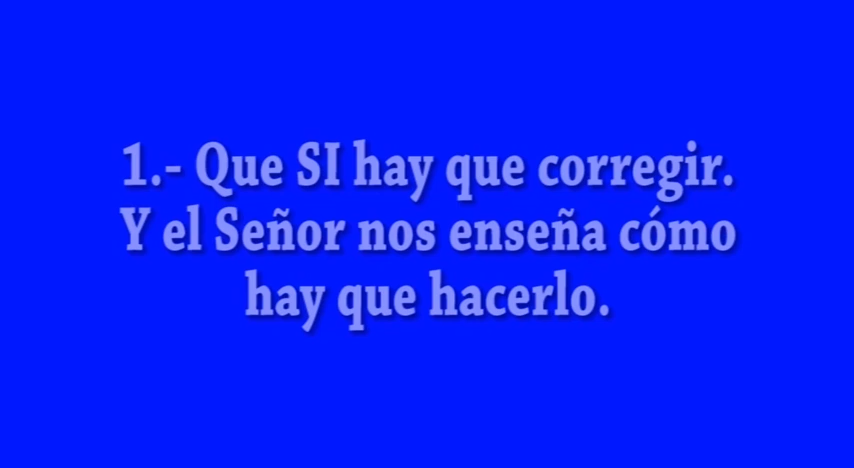 1.- Que SI hay que corregir.
Y el Señor nos enseña cómo
hay que hacerlo.